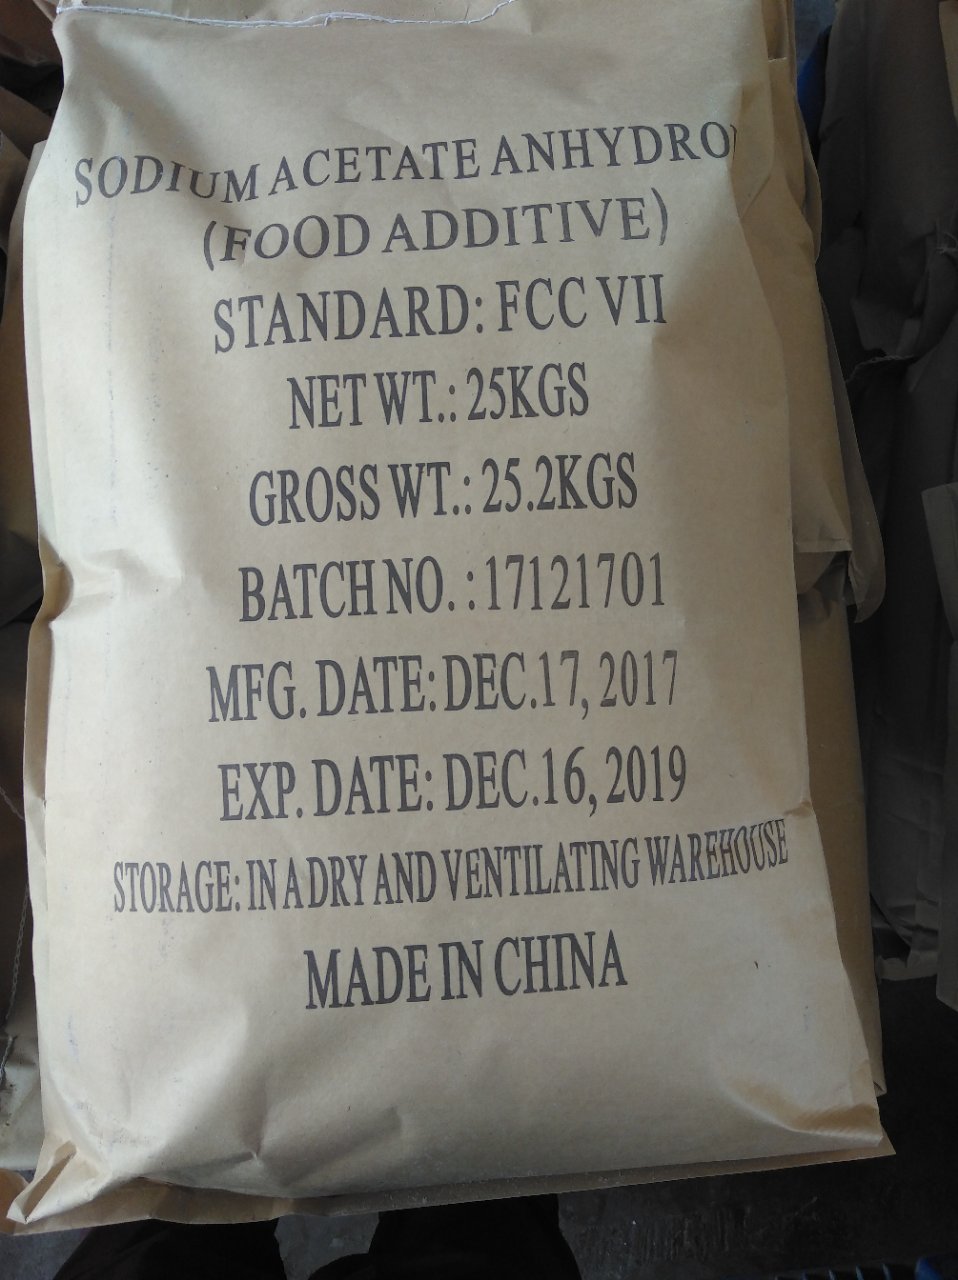 SODIUM ACETATE ANHYDRO
(FOOD ADDITIVE)
STANDARD: FCC VII
NET WT.: 25KGS
GROSS WT.: 25.2KGS
BATCH NO. : 17121701
MFG. DATE: DEC.17, 2017
EXP. DATE: DEC.16, 2019
STORAGE: IN A DRY AND VENTILATING WAREHOUSE
MADE IN CHINA